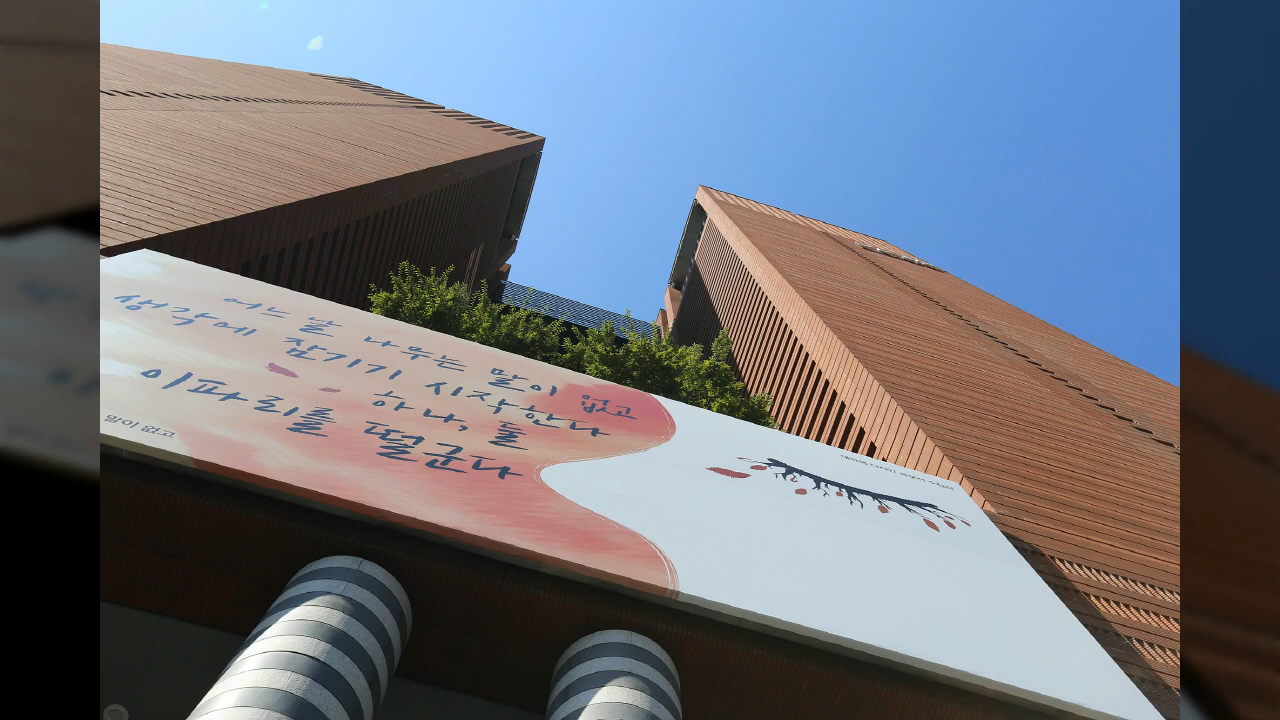 어느 날 나무는 말이 없고
생각에 잠기기 시작한다
하나, 둘
이파리를 떨군다
말이 없고